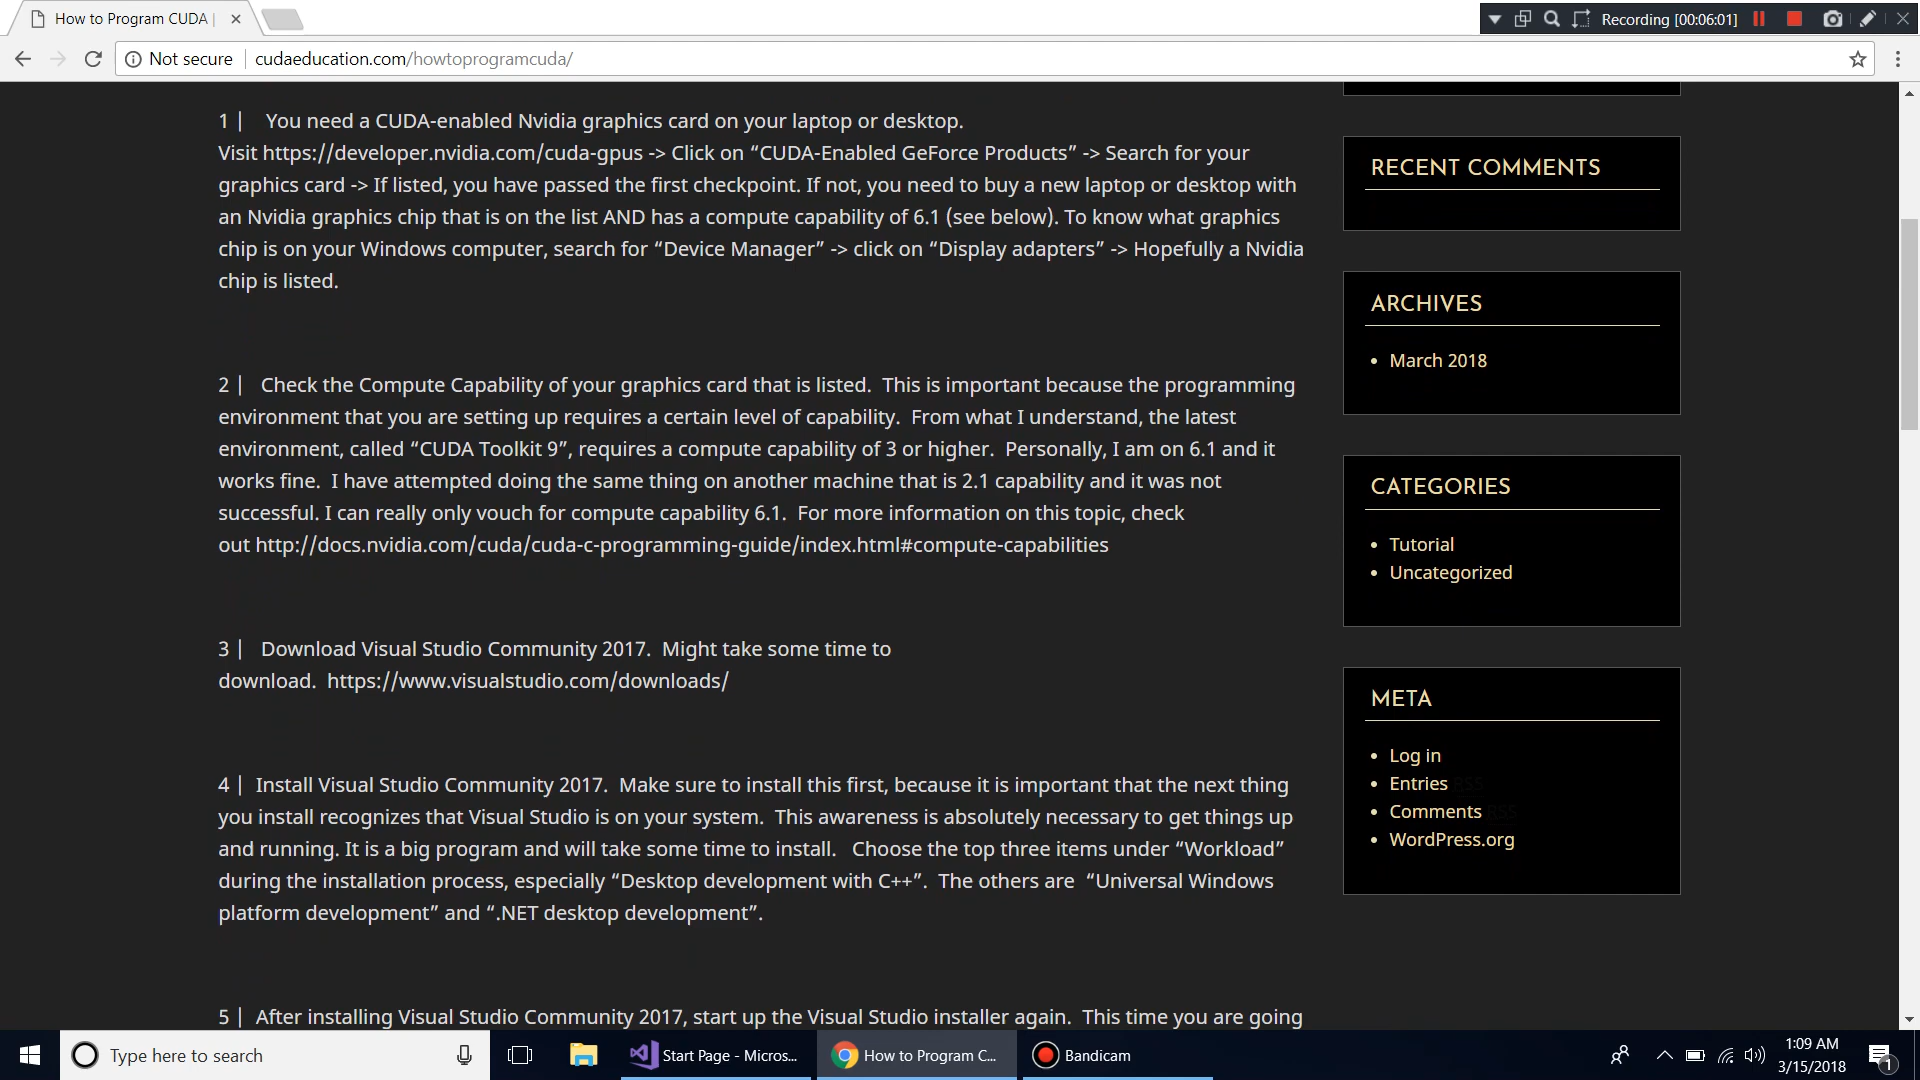 How to Program CUDA |
Recording [00:06:01]
Not secure
cudaeducation.com/howtoprogramcuda/
1 |    You need a CUDA-enabled Nvidia graphics card on your laptop or desktop.
Visit https://developer.nvidia.com/cuda-gpus -> Click on “CUDA-Enabled GeForce Products” -> Search for your
graphics card -> If listed, you have passed the first checkpoint. If not, you need to buy a new laptop or desktop with
an Nvidia graphics chip that is on the list AND has a compute capability of 6.1 (see below). To know what graphics
chip is on your Windows computer, search for “Device Manager” -> click on “Display adapters” -> Hopefully a Nvidia
chip is listed.
2 |   Check the Compute Capability of your graphics card that is listed.  This is important because the programming
environment that you are setting up requires a certain level of capability.  From what I understand, the latest
environment, called “CUDA Toolkit 9”, requires a compute capability of 3 or higher.  Personally, I am on 6.1 and it
works fine.  I have attempted doing the same thing on another machine that is 2.1 capability and it was not
successful. I can really only vouch for compute capability 6.1.  For more information on this topic, check
out http://docs.nvidia.com/cuda/cuda-c-programming-guide/index.html#compute-capabilities
3 |   Download Visual Studio Community 2017.  Might take some time to
download.  https://www.visualstudio.com/downloads/
4 |  Install Visual Studio Community 2017.  Make sure to install this first, because it is important that the next thing
you install recognizes that Visual Studio is on your system.  This awareness is absolutely necessary to get things up
and running. It is a big program and will take some time to install.   Choose the top three items under “Workload”
during the installation process, especially “Desktop development with C++”.  The others are  “Universal Windows
platform development” and “.NET desktop development”.
5 |  After installing Visual Studio Community 2017, start up the Visual Studio installer again.  This time you are going
RECENT COMMENTS
ARCHIVES
March 2018
CATEGORIES
Tutorial
Uncategorized
META
Log in
Entries RSS
Comments RSS
WordPress.org
Type here to search
Start Page - Micros...
How to Program C...
Bandicam
1:09 AM
3/15/2018
1